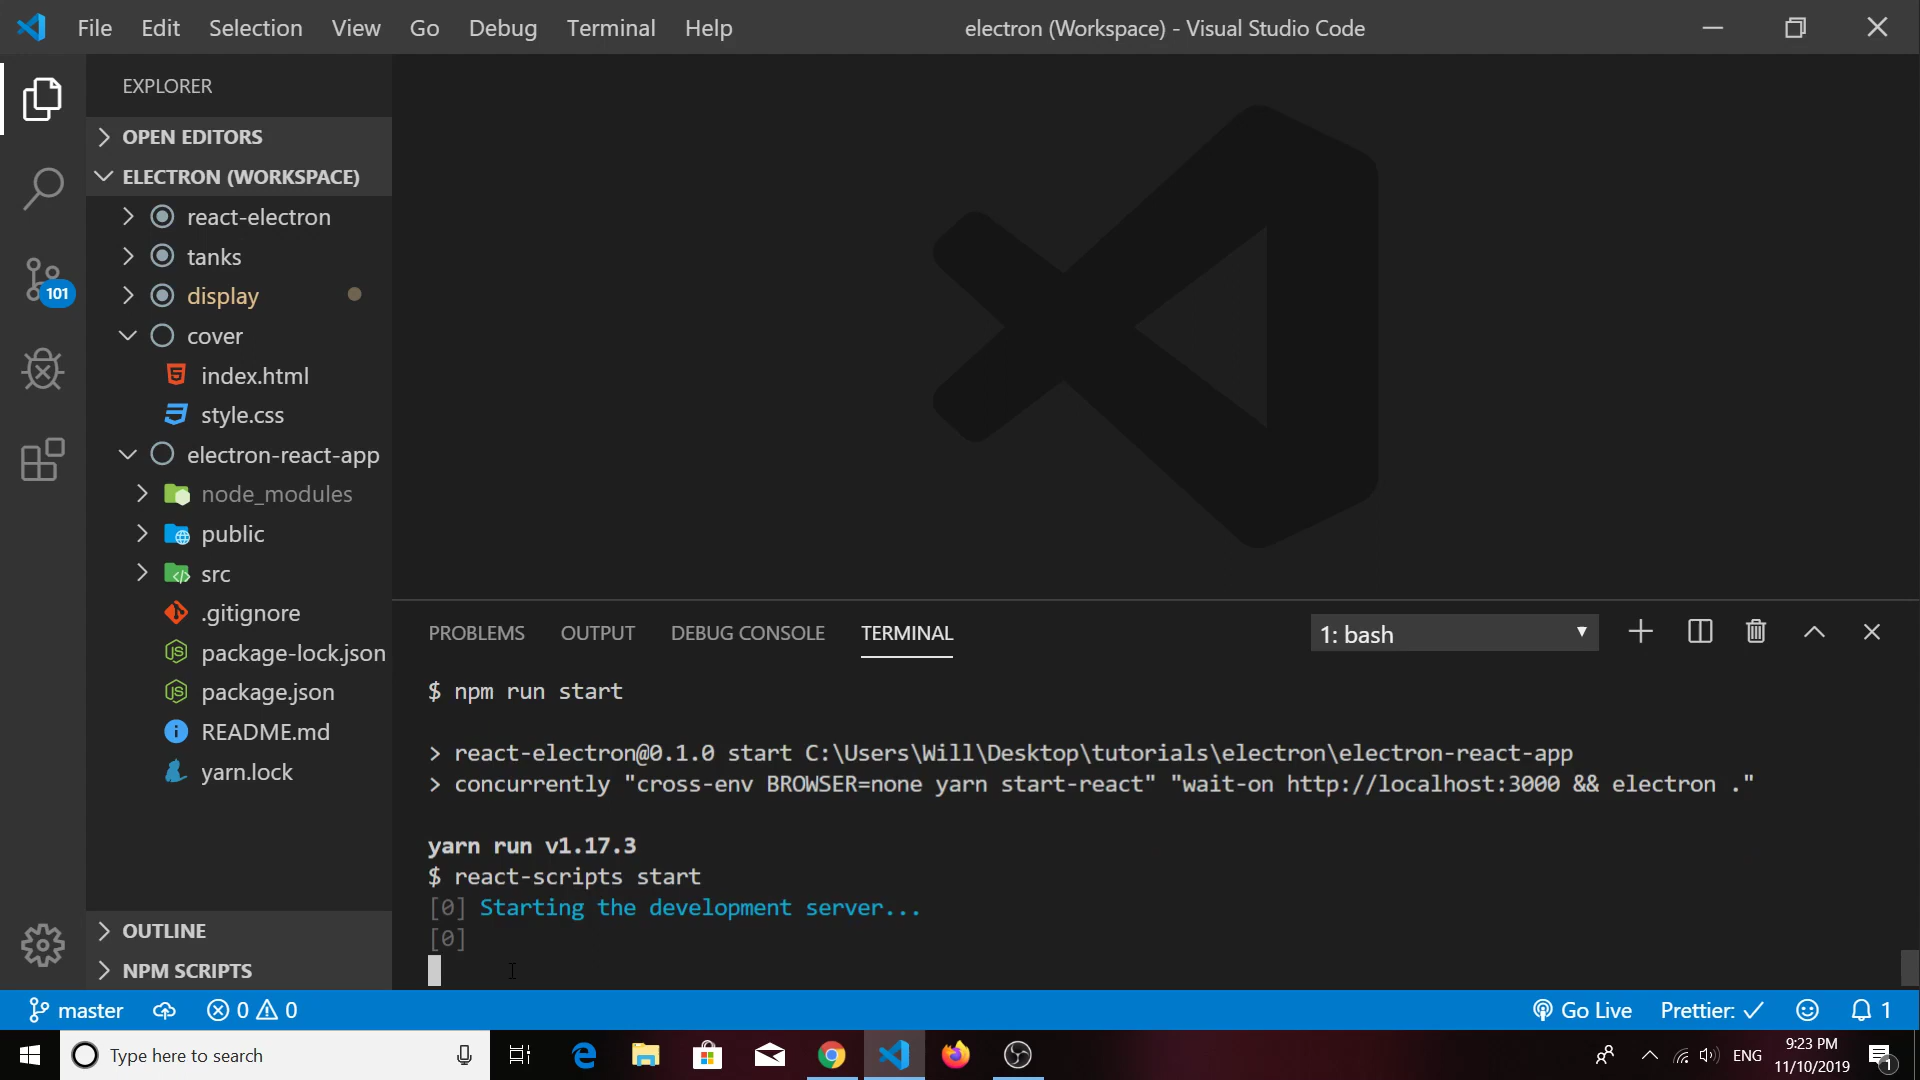 File Edit Selection View Go Debug Terminal Help
electron (Workspace) - Visual Studio Code
EXPLORER
OPEN EDITORS
ELECTRON (WORKSPACE)
react-electron
tanks
display
cover
index.html
style.css
electron-react-app
node_modules
public
src
.gitignore
package-lock.json
package.json
README.md
yarn.lock
OUTLINE
NPM SCRIPTS
101
PROBLEMS OUTPUT DEBUG CONSOLE TERMINAL
1: bash
$ npm run start
> react-electron@0.1.0 start C:\Users\Will\Desktop\tutorials\electron\electron-react-app
> concurrently "cross-env BROWSER=none yarn start-react" "wait-on http://localhost:3000 && electron ."
yarn run v1.17.3
$ react-scripts start
[0] Starting the development server...
[0]
master 0 0
Go Live Prettier: ✓ 1
Type here to search
ENG
9:23 PM
11/10/2019
1